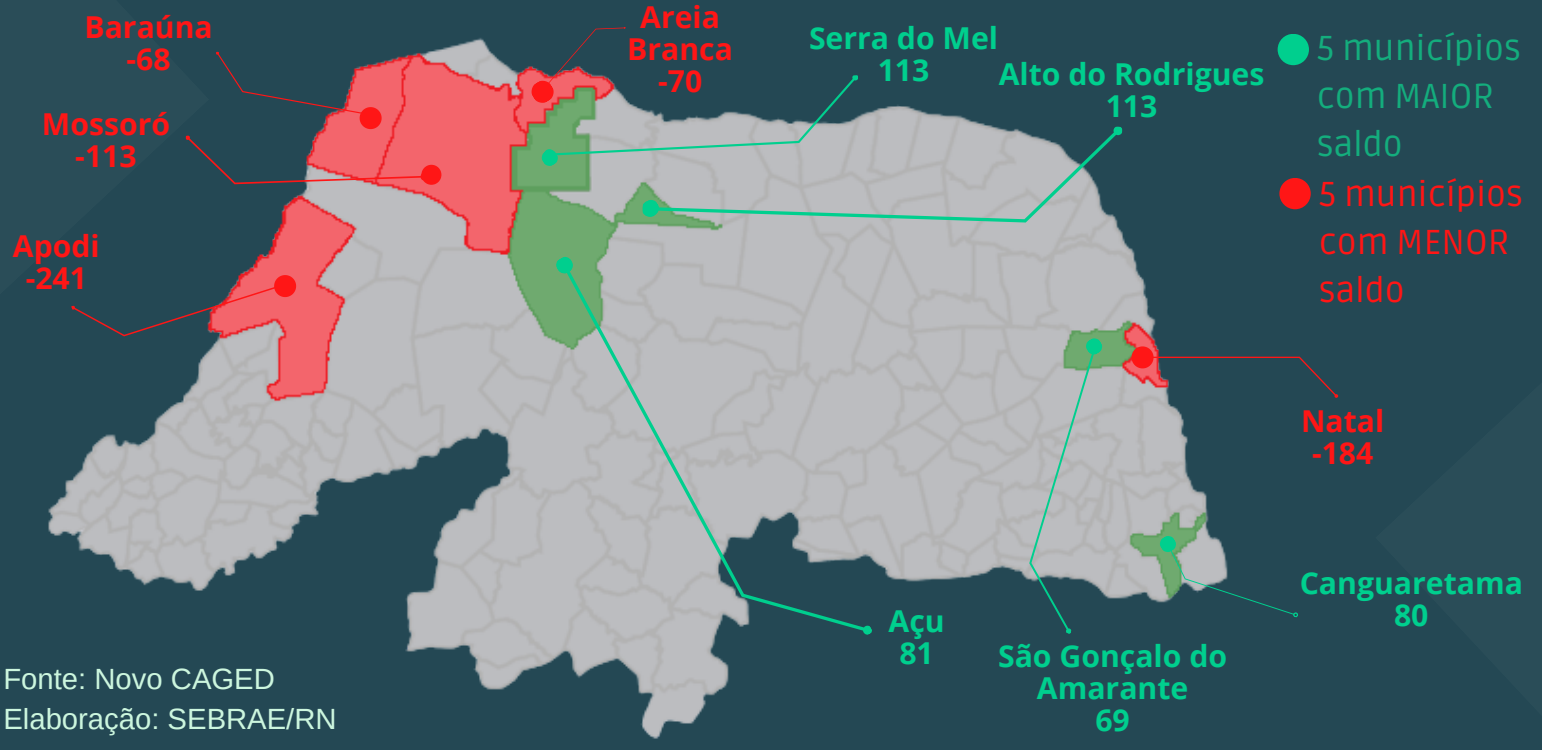 Baraúna
-68
Areia
Branca
-70
Serra do Mel
113
Alto do Rodrigues
113
5 municípios
com MAIOR
saldo
5 municípios
com MENOR
saldo
Mossoró
-113
Apodi
-241
Natal
-184
Canguaretama
80
Açu
81
São Gonçalo do
Amarante
69
Fonte: Novo CAGED
Elaboração: SEBRAE/RN